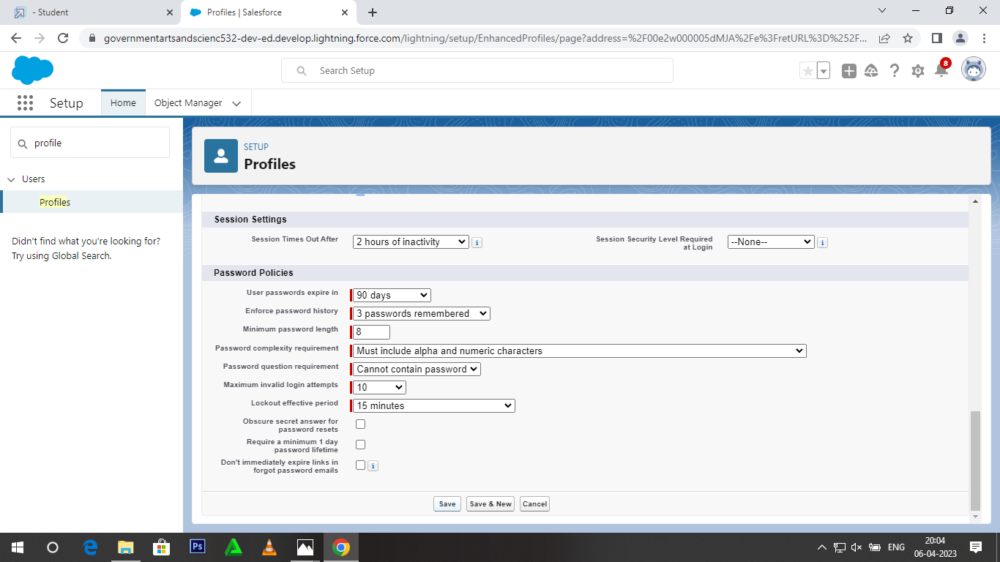 - Student
Profiles | Salesforce
governmentartsandscienc532-dev-ed.develop.lightning.force.com/lightning/setup/EnhancedProfiles/page?address=%2F00e2w000005dMJA%2Fe%3FretURL%3D%252F...
Search Setup
8
Setup
Home
Object Manager
profile
Users
Profiles
Didn't find what you're looking for?
Try using Global Search.
SETUP
Profiles
Session Settings
Session Times Out After
2 hours of inactivity
i
Session Security Level Required
at Login
--None--
i
Password Policies
User passwords expire in
90 days
Enforce password history
3 passwords remembered
Minimum password length
8
Password complexity requirement
Must include alpha and numeric characters
Password question requirement
Cannot contain password
Maximum invalid login attempts
10
Lockout effective period
15 minutes
Obscure secret answer for
password resets
Require a minimum 1 day
password lifetime
Don't immediately expire links in
forgot password emails
i
Save
Save & New
Cancel
Ps
ENG
20:04
06-04-2023